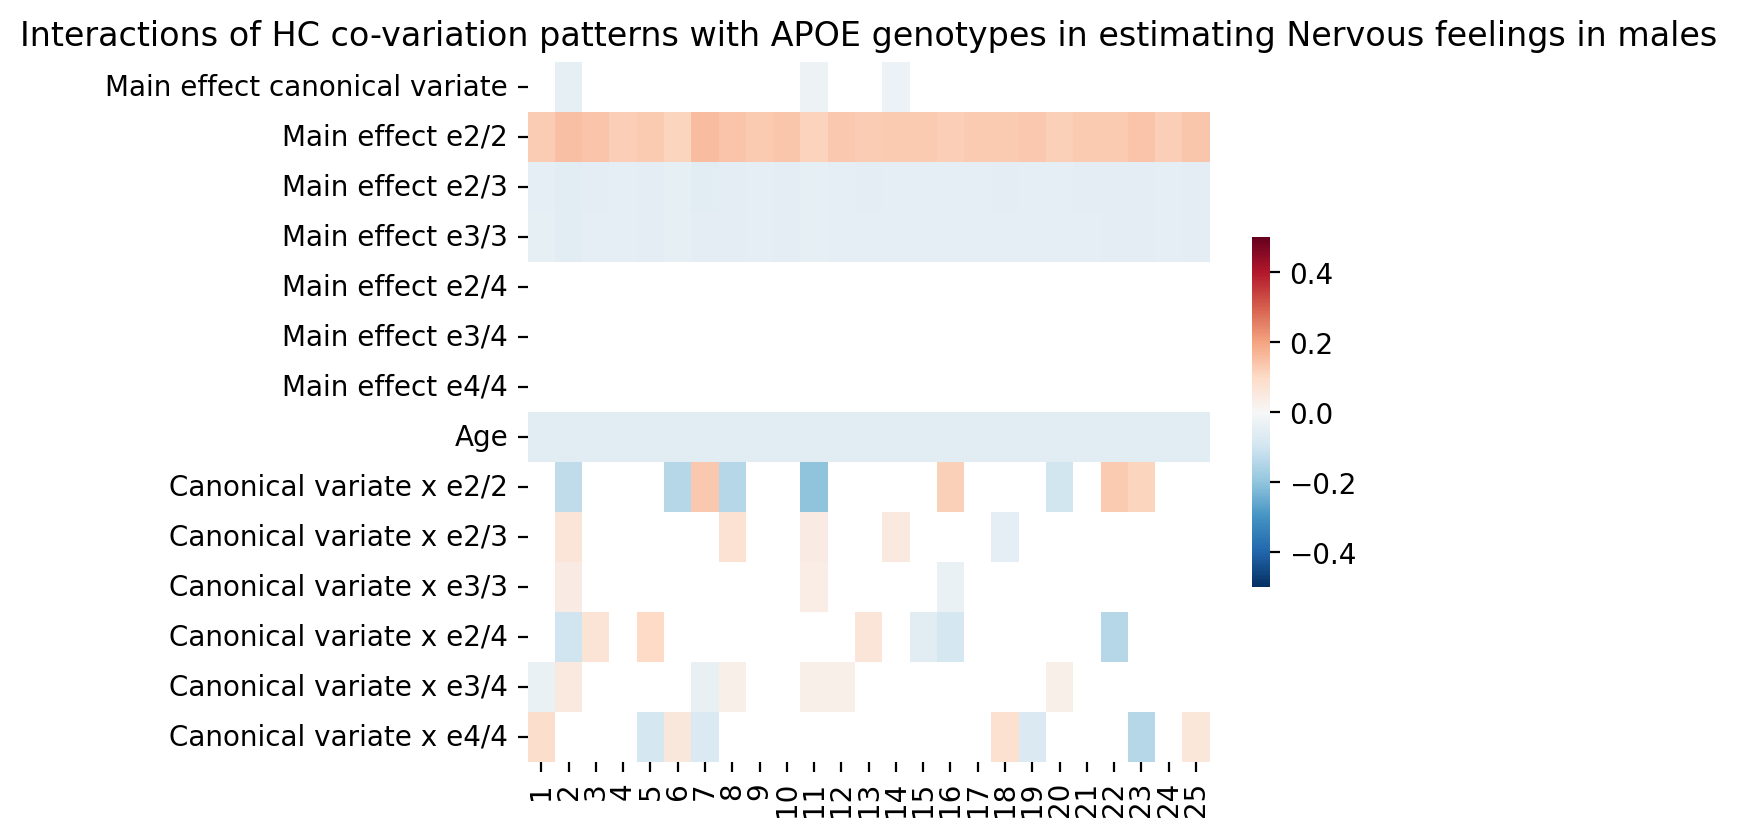 Interactions of HC co-variation patterns with APOE genotypes in estimating Nervous feelings in males
Main effect canonical variate
Main effect e2/2
Main effect e2/3
Main effect e3/3
Main effect e2/4
Main effect e3/4
Main effect e4/4
Age
Canonical variate x e2/2
Canonical variate x e2/3
Canonical variate x e3/3
Canonical variate x e2/4
Canonical variate x e3/4
Canonical variate x e4/4
1 2 3 4 5 6 7 8 9 10 11 12 13 14 15 16 17 18 19 20 21 22 23 24 25
0.4
0.2
0.0
−0.2
−0.4